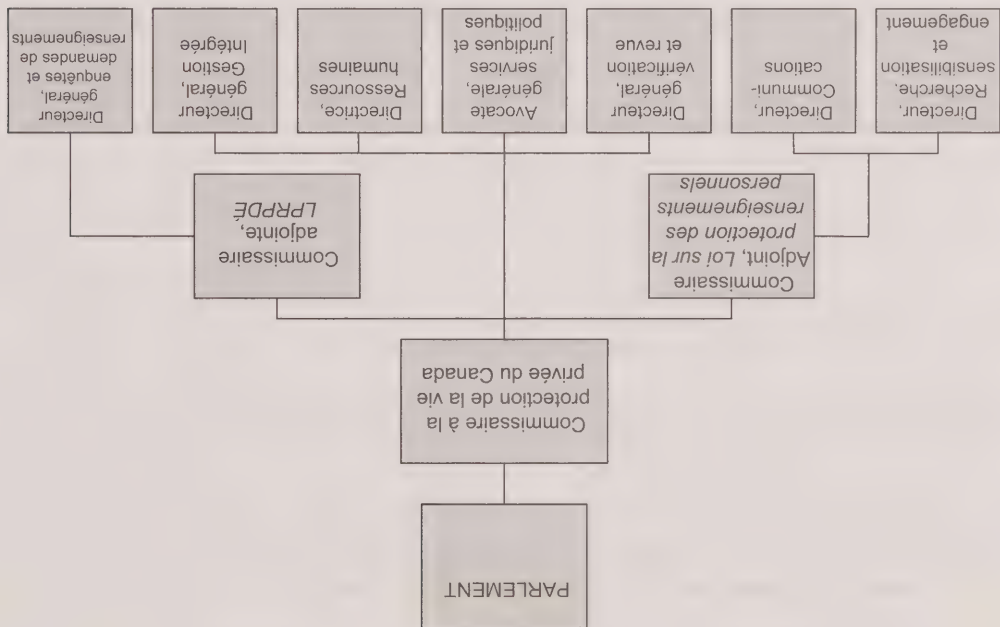 PARLEMENT
Commissaire à la
protection de la vie
privée du Canada
Commissaire
Adjoint, Loi sur la
protection des
renseignements
personnels
Commissaire
adjointe,
LPRPDÉ
Directeur,
Recherche.
sensibilisation
et
engagement
Directeur,
Communi-
cations
Directeur
général,
vérification
et revue
Avocate
générale,
services
juridiques et
politiques
Directrice,
Ressources
humaines
Directeur
général,
Gestion
Intégrée
Directeur
général,
enquêtes et
demandes de
renseignements